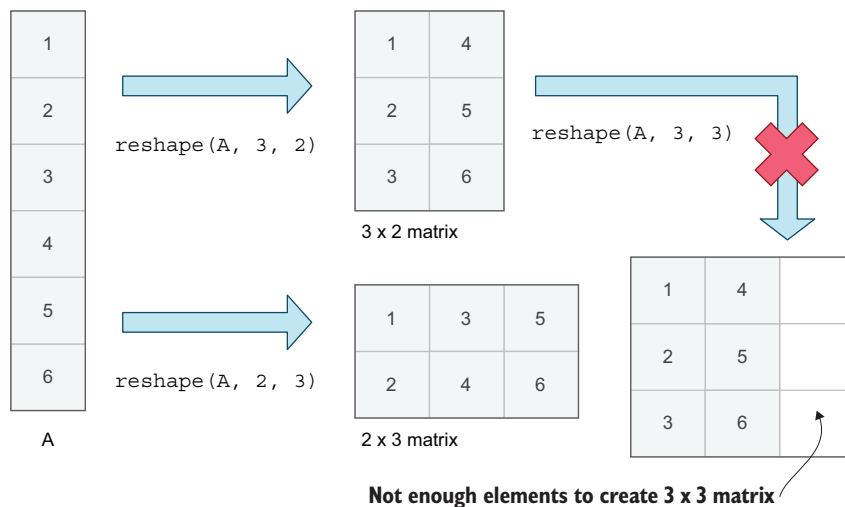 1
2
3
4
5
6
A
reshape(A, 3, 2)
1 4
2 5
3 6
3 x 2 matrix
reshape(A, 2, 3)
1 3 5
2 4 6
2 x 3 matrix
reshape(A, 3, 3)
1 4
2 5
3 6
Not enough elements to create 3 x 3 matrix